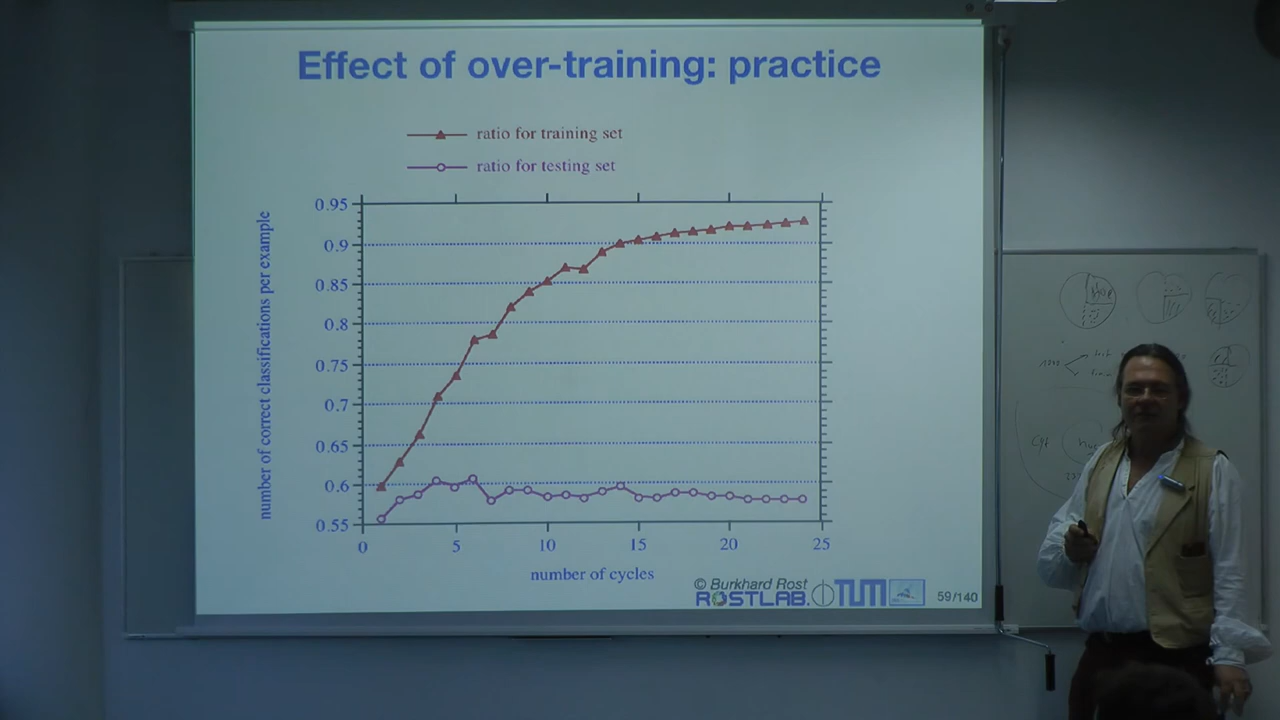 Effect of over-training: practice
ratio for training set
ratio for testing set
number of correct classifications per example
0.95
0.9
0.85
0.8
0.75
0.7
0.65
0.6
0.55
0
5
10
15
20
25
number of cycles
© Burkhard Rost
ROSTLAB.
TUM
59/140